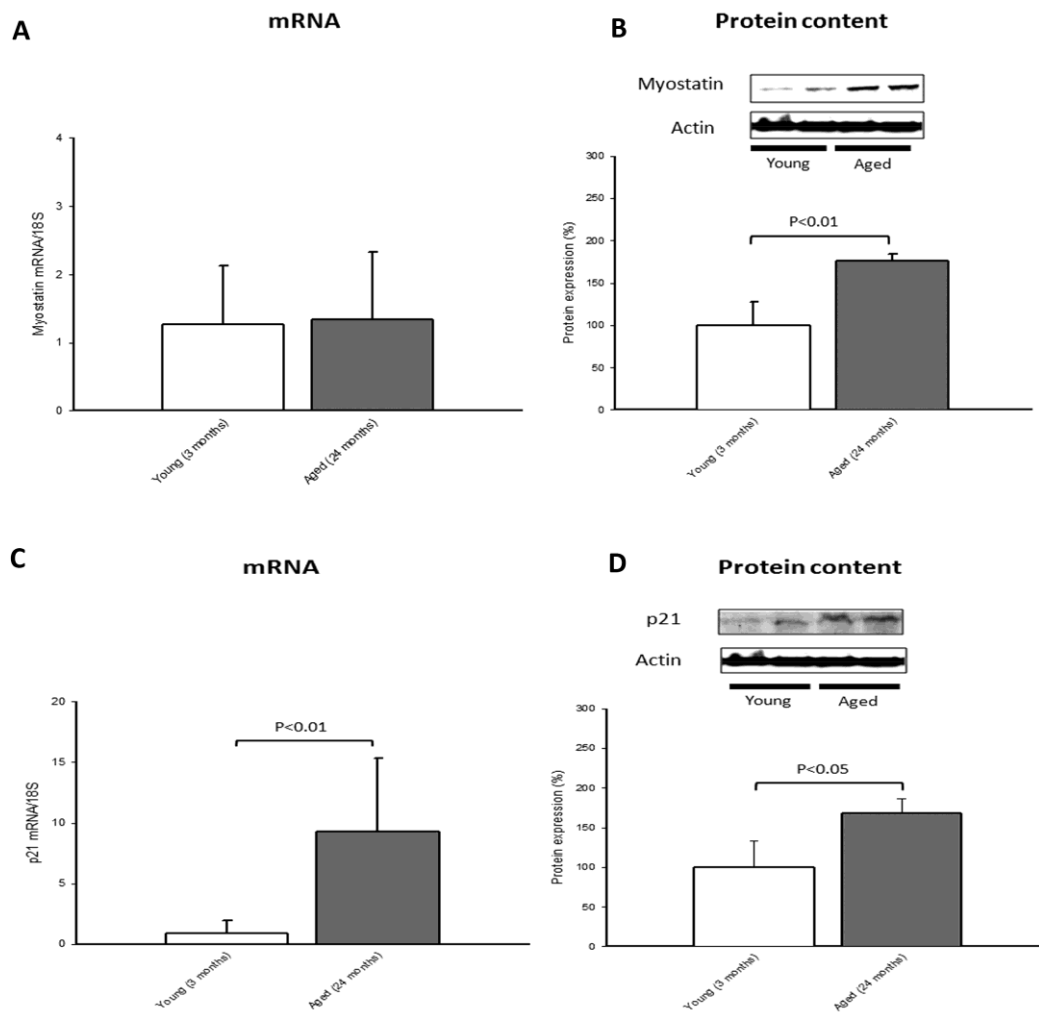 A
mRNA
4
3
2
1
0
Myostatin mRNA/18S
Young (3 months)
Aged (24 months)
B
Protein content
Myostatin
Actin
Young
Aged
300
250
200
150
100
50
0
Protein expression (%)
P<0.01
Young (3 months)
Aged (24 months)
C
mRNA
20
15
10
5
0
p21 mRNA/18S
P<0.01
Young (3 months)
Aged (24 months)
D
Protein content
p21
Actin
Young
Aged
300
250
200
150
100
50
0
Protein expression (%)
P<0.05
Young (3 months)
Aged (24 months)